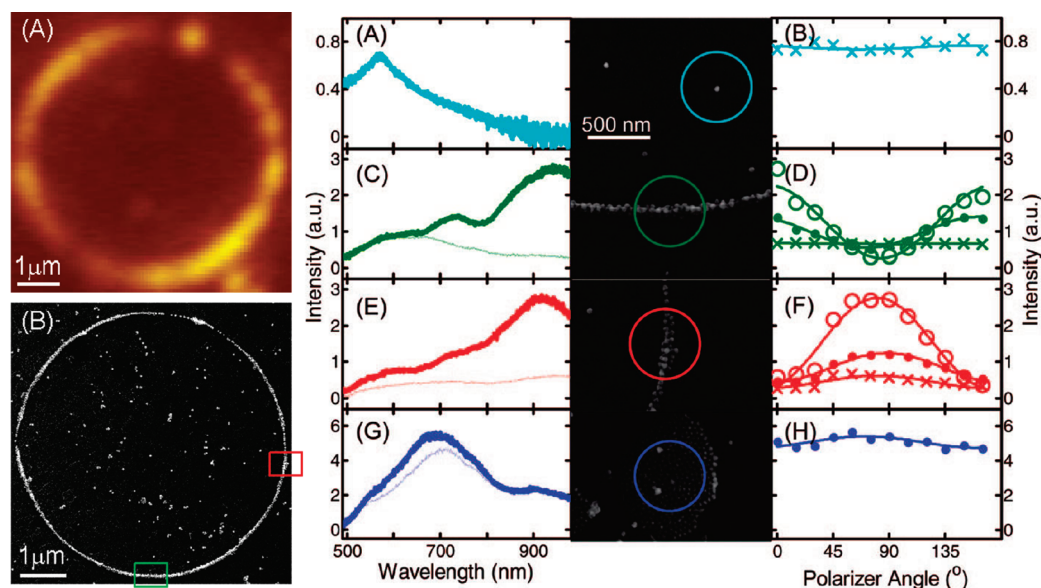 (A)
1μm
(B)
1μm
Intensity (a.u.)
(A)
0.8
0.4
0
(C)
3
2
1
0
(E)
3
2
1
0
(G)
6
4
2
0
500 700 900
Wavelength (nm)
500 nm
(B)
0.8
0.4
0
(D)
3
2
1
0
(F)
3
2
1
0
(H)
6
4
2
0
0 45 90 135
Polarizer Angle (º)
Intensity (a.u.)